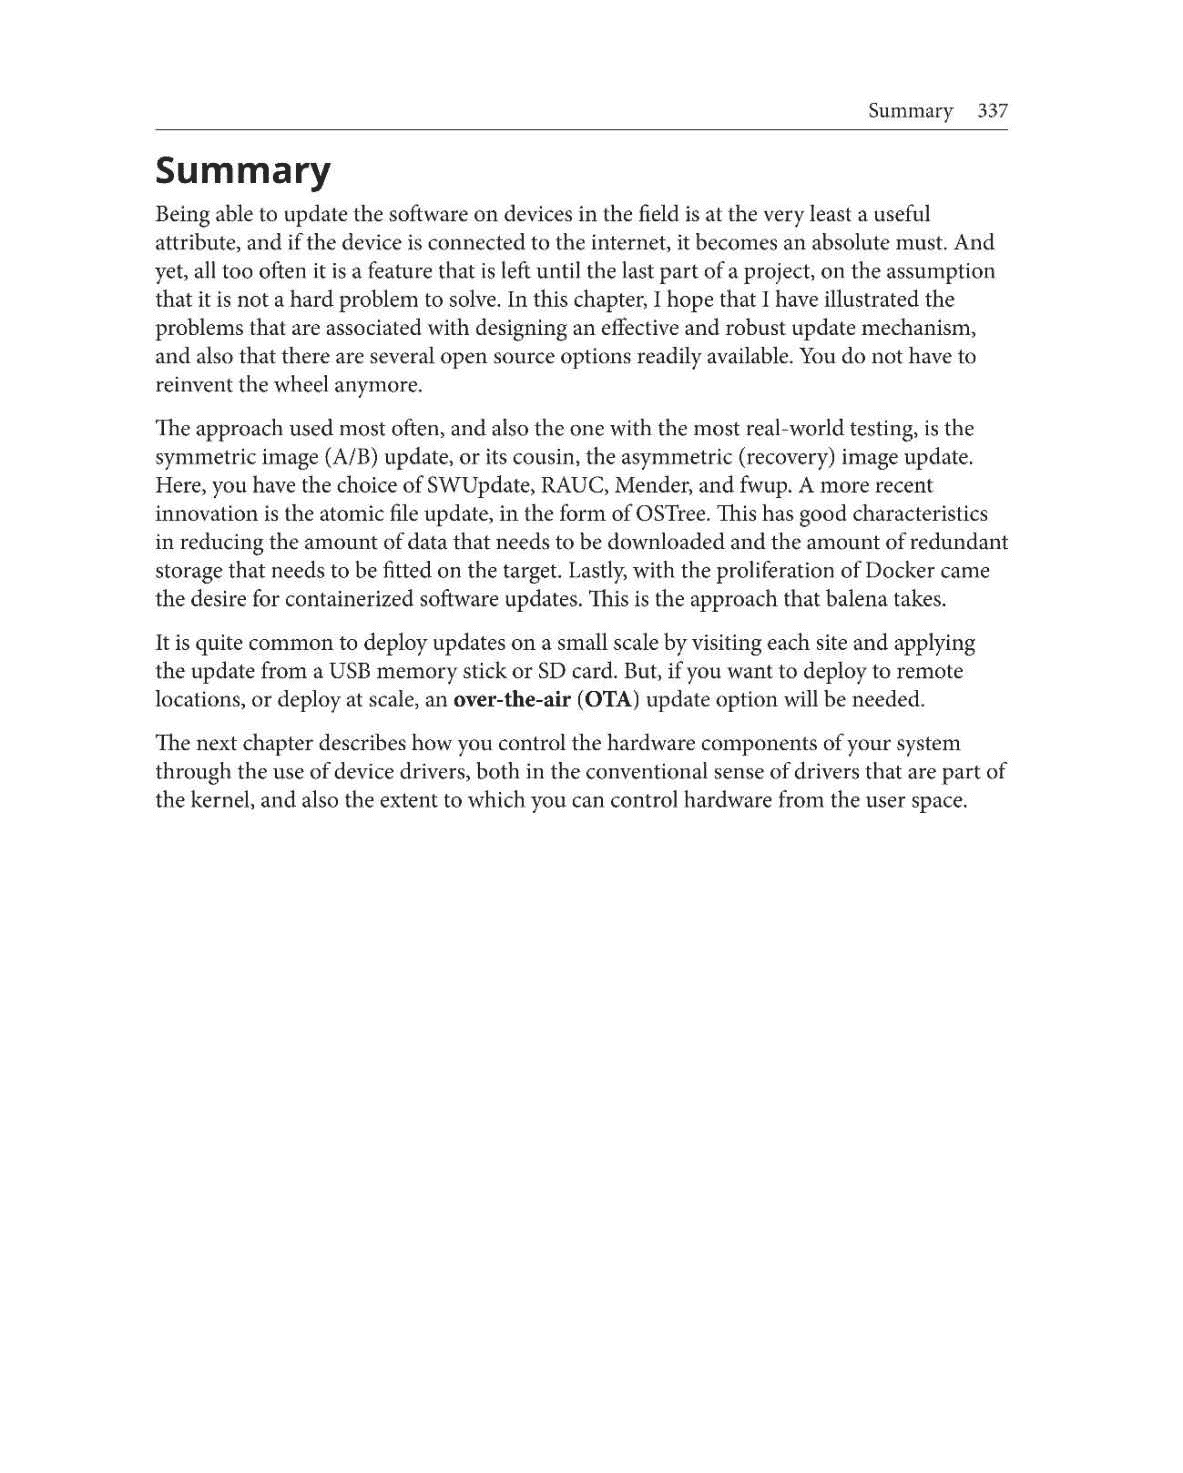 Summary 337
Summary
Being able to update the software on devices in the field is at the very least a useful
attribute, and if the device is connected to the internet, it becomes an absolute must. And
yet, all too often it is a feature that is left until the last part of a project, on the assumption
that it is not a hard problem to solve. In this chapter, I hope that I have illustrated the
problems that are associated with designing an effective and robust update mechanism,
and also that there are several open source options readily available. You do not have to
reinvent the wheel anymore.
The approach used most often, and also the one with the most real-world testing, is the
symmetric image (A/B) update, or its cousin, the asymmetric (recovery) image update.
Here, you have the choice of SWUpdate, RAUC, Mender, and fwup. A more recent
innovation is the atomic file update, in the form of OSTree. This has good characteristics
in reducing the amount of data that needs to be downloaded and the amount of redundant
storage that needs to be fitted on the target. Lastly, with the proliferation of Docker came
the desire for containerized software updates. This is the approach that balena takes.
It is quite common to deploy updates on a small scale by visiting each site and applying
the update from a USB memory stick or SD card. But, if you want to deploy to remote
locations, or deploy at scale, an over-the-air (OTA) update option will be needed.
The next chapter describes how you control the hardware components of your system
through the use of device drivers, both in the conventional sense of drivers that are part of
the kernel, and also the extent to which you can control hardware from the user space.